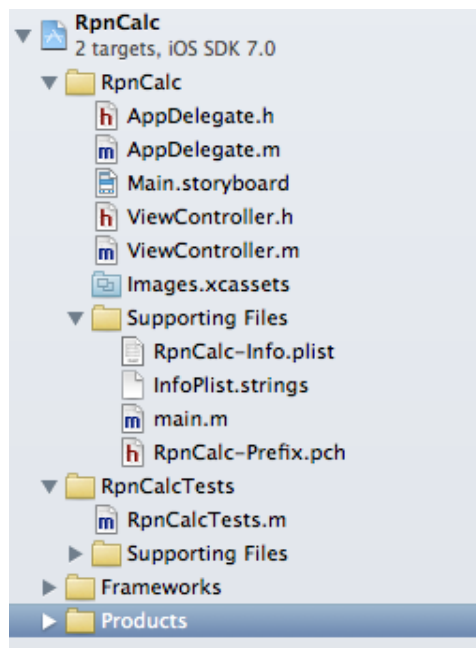 RpnCalc
2 targets, iOS SDK 7.0
RpnCalc
h AppDelegate.h
m AppDelegate.m
Main.storyboard
h ViewController.h
m ViewController.m
Images.xcassets
Supporting Files
RpnCalc-Info.plist
InfoPlist.strings
m main.m
h RpnCalc-Prefix.pch
RpnCalcTests
m RpnCalcTests.m
Supporting Files
Frameworks
Products